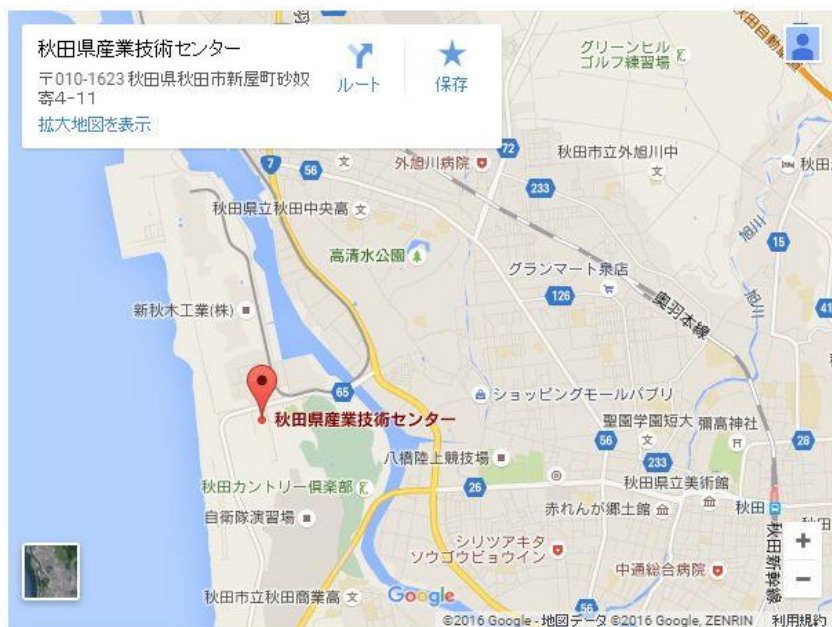 秋田県産業技術センター
〒010-1623 秋田県秋田市新屋町砂奴
寄4-11
拡大地図を表示
ルート
保存
グリーンヒル
ゴルフ練習場
秋田自動車道
7
56
外旭川病院
72
秋田市立外旭川中
233
秋田
旭川
15
秋田県立秋田中央高
高清水公園
グランマート泉店
126
奥羽本線
旭川
41
新秋木工業(株)
65
ショッピングモールパブリ
秋田県産業技術センター
聖園学園短大
彌高神社
56
233
28
八橋陸上競技場
秋田カントリー倶楽部
26
秋田県立美術館
赤れんが郷土館
秋田
自衛隊演習場
シリツアキタ
ソウゴウビョウイン
中通総合病院
秋田新幹線
+
−
秋田市立秋田商業高
Google
56
©2016 Google - 地図データ ©2016 Google, ZENRIN
利用規約